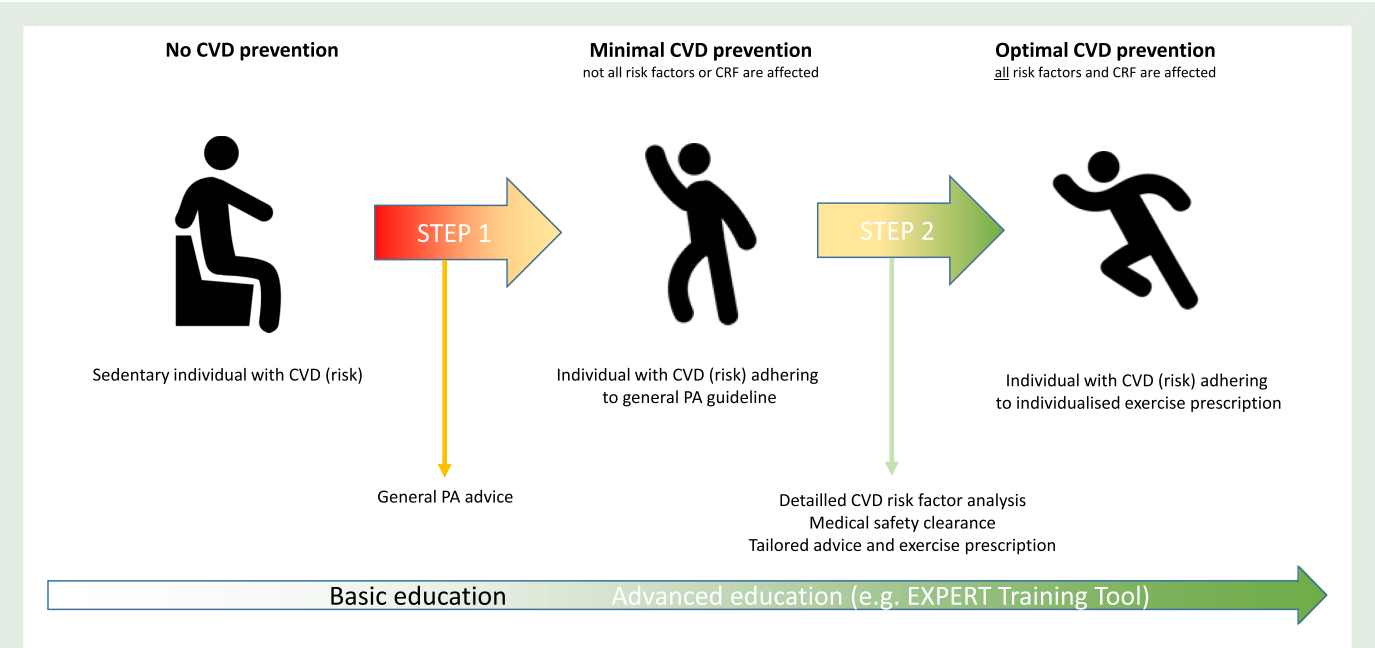 No CVD prevention
Minimal CVD prevention
not all risk factors or CRF are affected
Optimal CVD prevention
all risk factors and CRF are affected
STEP 1
STEP 2
Sedentary individual with CVD (risk)
Individual with CVD (risk) adhering
to general PA guideline
Individual with CVD (risk) adhering
to individualised exercise prescription
General PA advice
Detailled CVD risk factor analysis
Medical safety clearance
Tailored advice and exercise prescription
Basic education
Advanced education (e.g. EXPERT Training Tool)